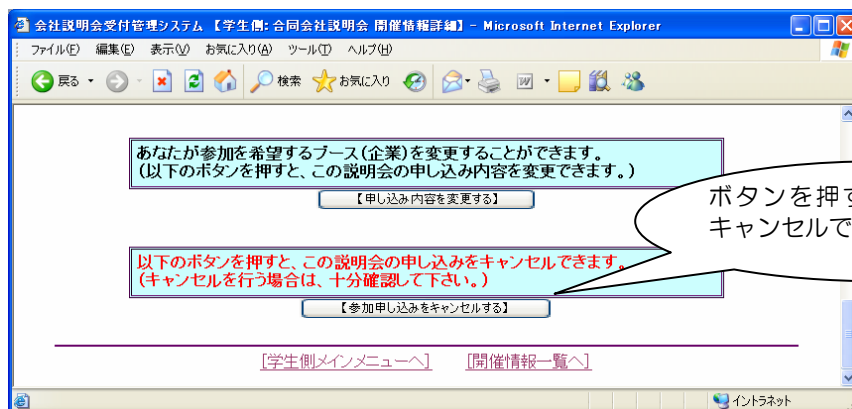 会社説明会受付管理システム 【学生側: 合同会社説明会 開催情報詳細】 - Microsoft Internet Explorer
ファイル(F) 編集(E) 表示(V) お気に入り(A) ツール(T) ヘルプ(H)
戻る 検索 お気に入り
あなたが参加を希望するブース(企業)を変更することができます。
(以下のボタンを押すと、この説明会の申し込み内容を変更できます。)
【申し込み内容を変更する】
ボタンを押す
キャンセルで
以下のボタンを押すと、この説明会の申し込みをキャンセルできます。
(キャンセルを行う場合は、十分確認して下さい。)
【参加申し込みをキャンセルする】
[学生側メインメニューへ] [開催情報一覧へ]
イントラネット